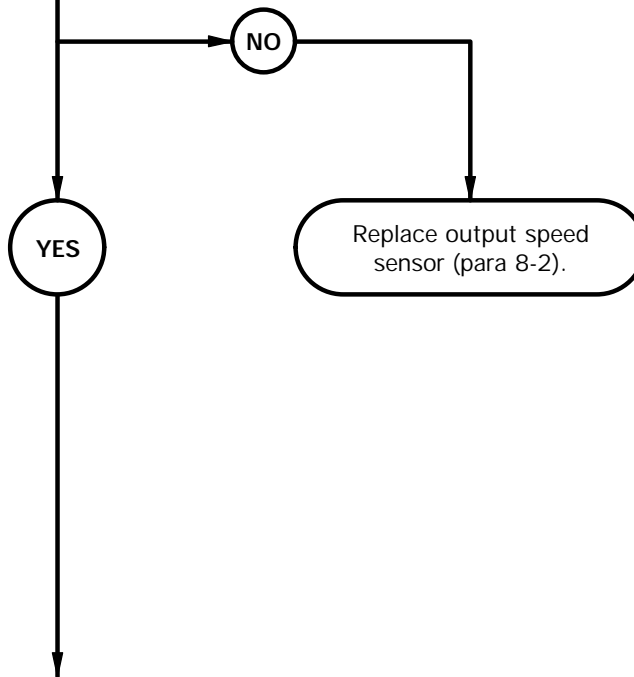 NO
YES
Replace output speed
sensor (para 8-2).